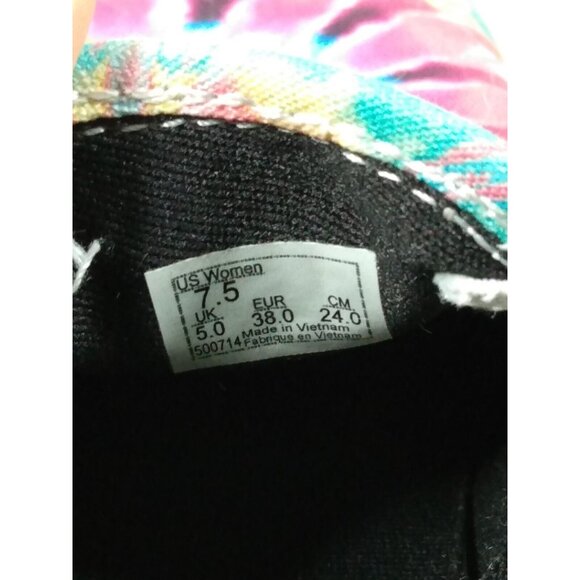 US Women
7.5
UK EUR CM
5.0 38.0 24.0
500714 Made in Vietnam
Fabrique en Vietnam